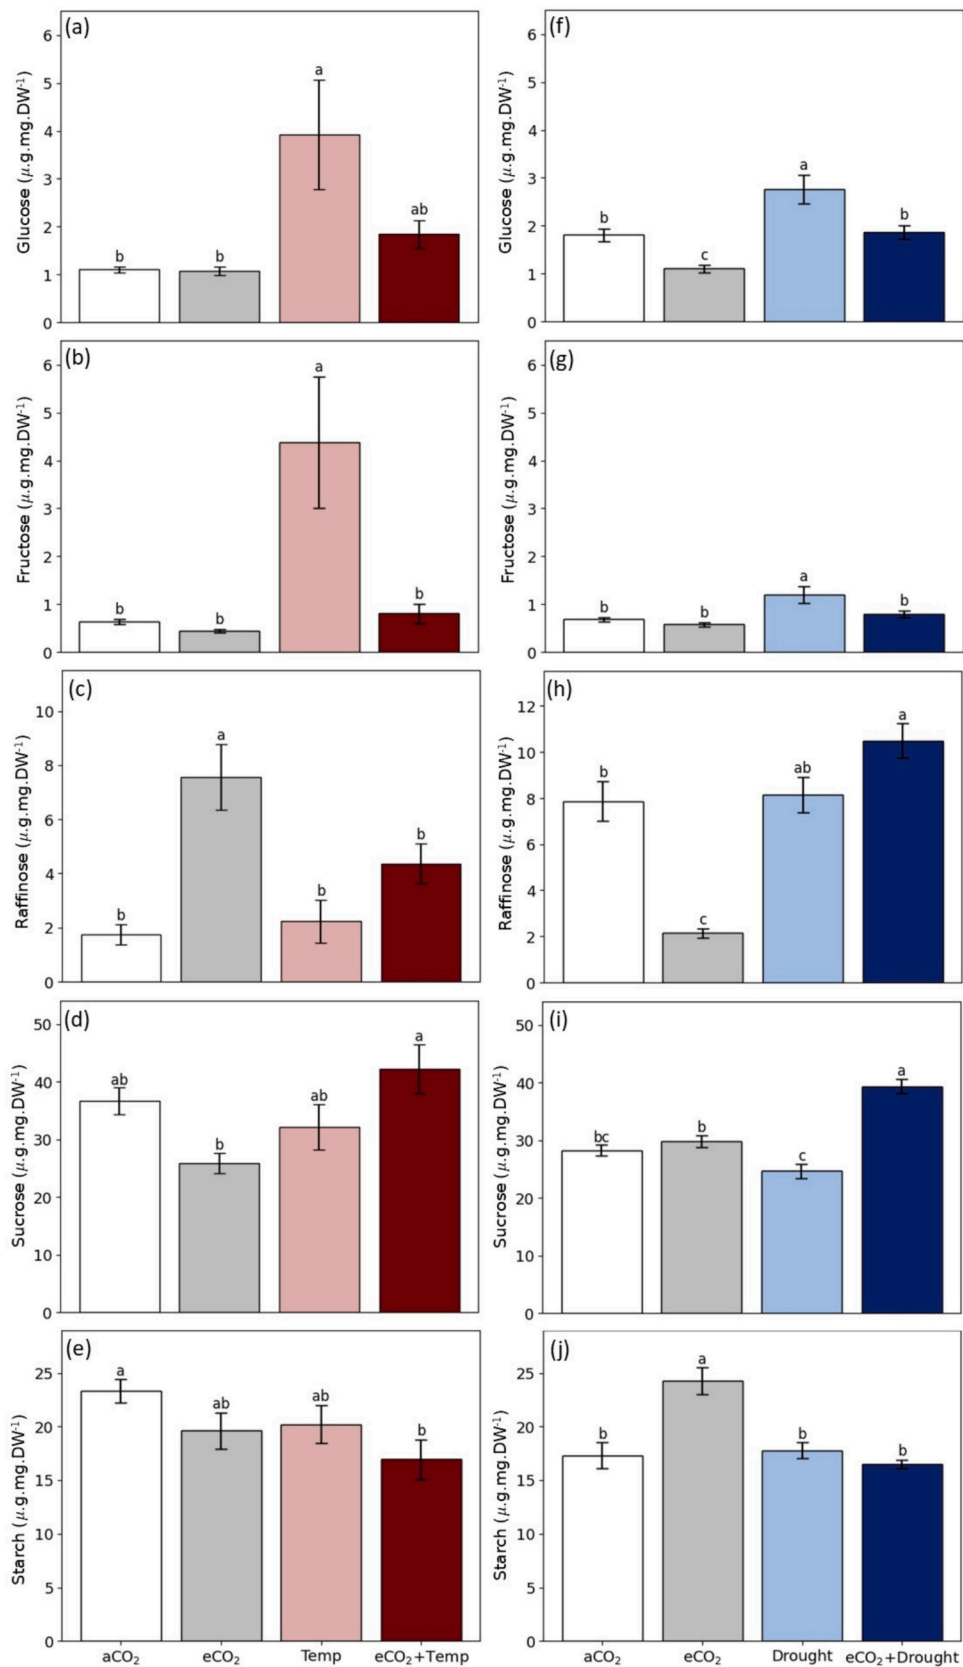 (a)
Glucose (μ.g.mg.DW⁻¹)
6
5
4
3
2
1
0
b
b
a
ab
(f)
Glucose (μ.g.mg.DW⁻¹)
6
5
4
3
2
1
0
b
c
a
b
(b)
Fructose (μ.g.mg.DW⁻¹)
6
5
4
3
2
1
0
b
b
a
b
(g)
Fructose (μ.g.mg.DW⁻¹)
6
5
4
3
2
1
0
b
b
a
b
(c)
Raffinose (μ.g.mg.DW⁻¹)
10
8
6
4
2
0
b
a
b
b
(h)
Raffinose (μ.g.mg.DW⁻¹)
12
10
8
6
4
2
0
b
c
ab
a
(d)
Sucrose (μ.g.mg.DW⁻¹)
50
40
30
20
10
0
ab
b
ab
a
(i)
Sucrose (μ.g.mg.DW⁻¹)
50
40
30
20
10
0
bc
b
c
a
(e)
Starch (μ.g.mg.DW⁻¹)
25
20
15
10
5
0
a
ab
ab
b
aCO₂ eCO₂ Temp eCO₂+Temp
(j)
Starch (μ.g.mg.DW⁻¹)
25
20
15
10
5
0
b
a
b
b
aCO₂ eCO₂ Drought eCO₂+Drought